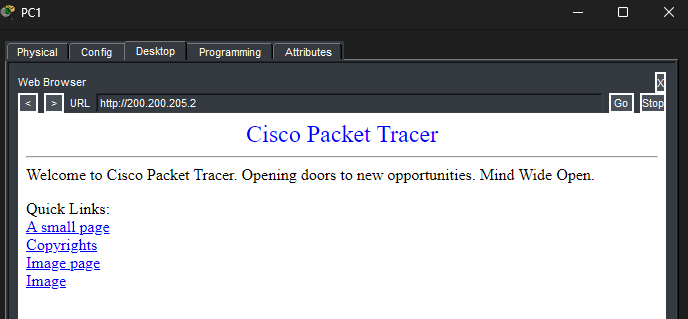 PC1
Physical Config Desktop Programming Attributes
Web Browser X
< > URL http://200.200.205.2 Go Stop
Cisco Packet Tracer
Welcome to Cisco Packet Tracer. Opening doors to new opportunities. Mind Wide Open.
Quick Links:
A small page
Copyrights
Image page
Image